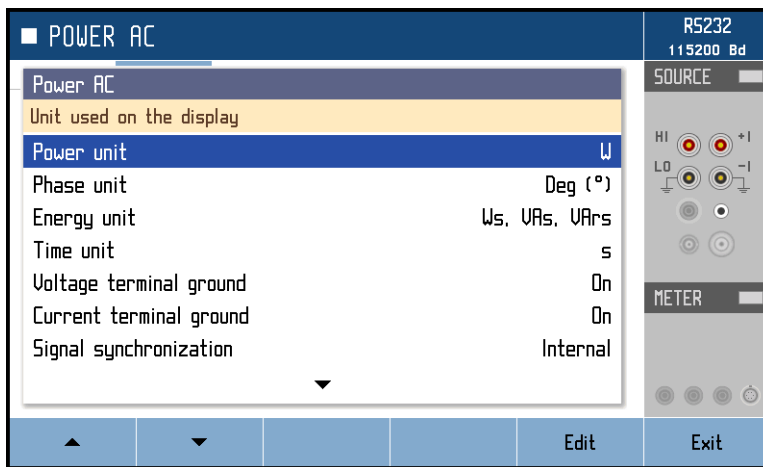 POWER AC
RS232
115200 Bd
Power AC
Unit used on the display
Power unit W
Phase unit Deg (°)
Energy unit Ws, VAs, VArs
Time unit s
Voltage terminal ground On
Current terminal ground On
Signal synchronization Internal
Edit
Exit
SOURCE
HI +I
LO -I
METER